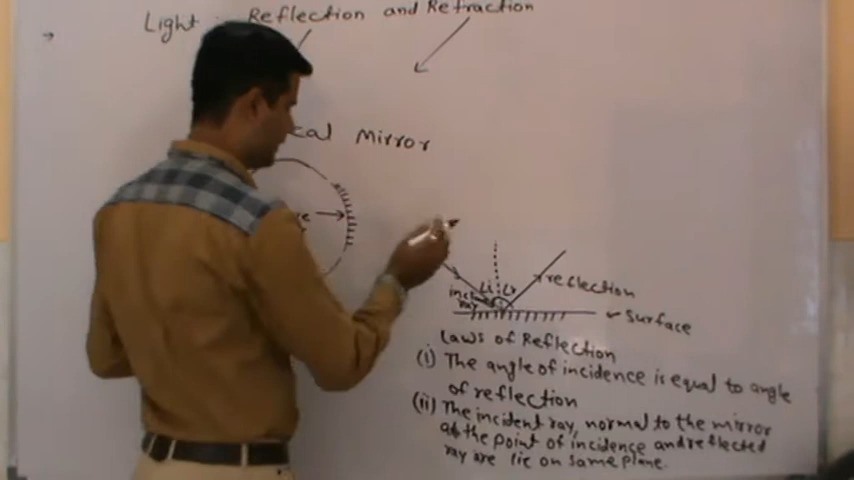 Light : Reflection and Refraction
cal Mirror
Li Lr
reflection
ray
Surface
Laws of Reflection
(i) The angle of incidence is equal to angle
of reflection
(ii) The incident ray, normal to the mirror
at the point of incidence and reflected
ray are lie on same plane.